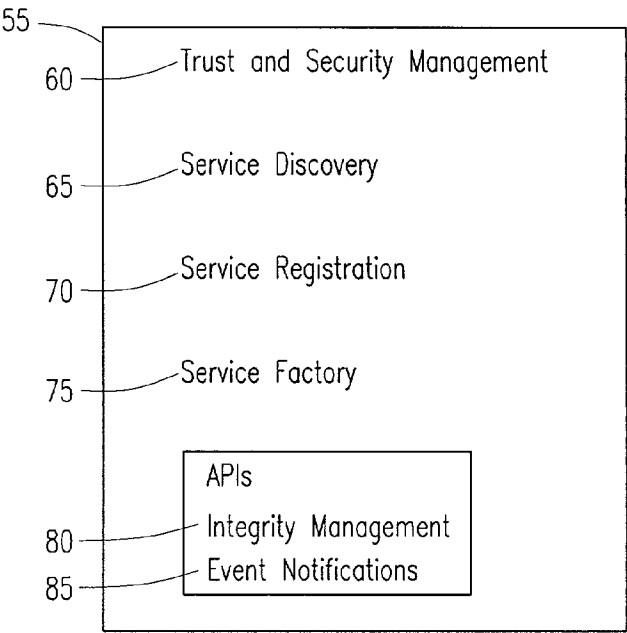 55
60 Trust and Security Management
65 Service Discovery
70 Service Registration
75 Service Factory
APIs
80 Integrity Management
85 Event Notifications